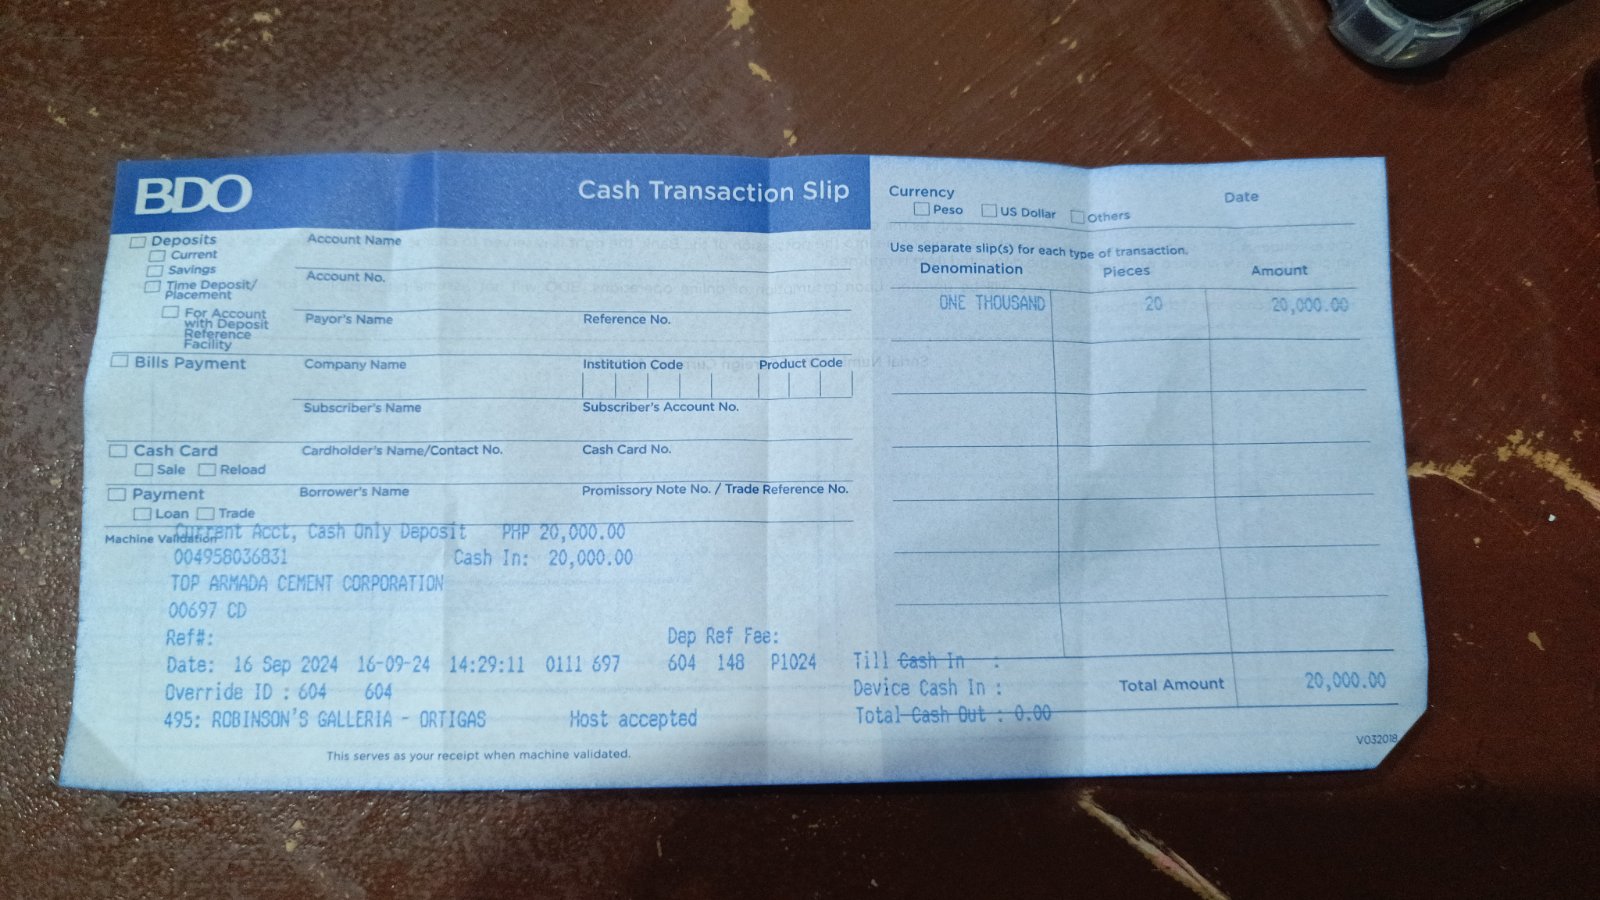 BDO
Cash Transaction Slip
Deposits
Current
Savings
Time Deposit/
Placement
For Account
with Deposit
Reference
Facility
Account Name
Account No.
Payor's Name Reference No.
Bills Payment
Company Name Institution Code Product Code
Subscriber's Name Subscriber's Account No.
Cash Card
Sale Reload
Cardholder's Name/Contact No. Cash Card No.
Payment
Loan Trade
Borrower's Name Promissory Note No. / Trade Reference No.
Machine Validation
Current Acct, Cash Only Deposit PHP 20,000.00
004958036831 Cash In: 20,000.00
TOP ARMADA CEMENT CORPORATION
00697 CD
Ref#: Dep Ref Fee:
Date: 16 Sep 2024 16-09-24 14:29:11 0111 697 604 148 P1024
Override ID : 604 604
495: ROBINSON'S GALLERIA - ORTIGAS Host accepted
This serves as your receipt when machine validated.
Currency Date
Peso US Dollar Others
Use separate slip(s) for each type of transaction.
Denomination Pieces Amount
ONE THOUSAND 20 20,000.00
Till Cash In :
Device Cash In :
Total Cash Out : 0.00
Total Amount 20,000.00
V032018